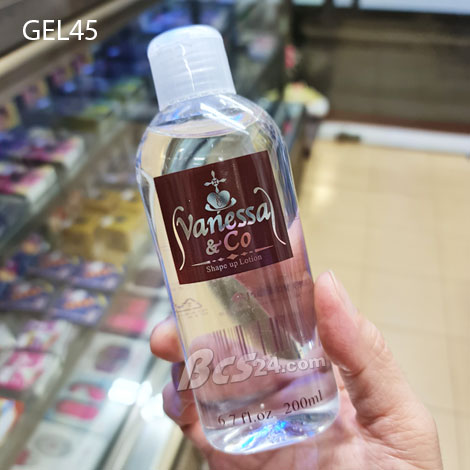 GEL45
Vanessa
& Co
Shape up Lotion
BCS24.com
6.7 fl.oz 200ml